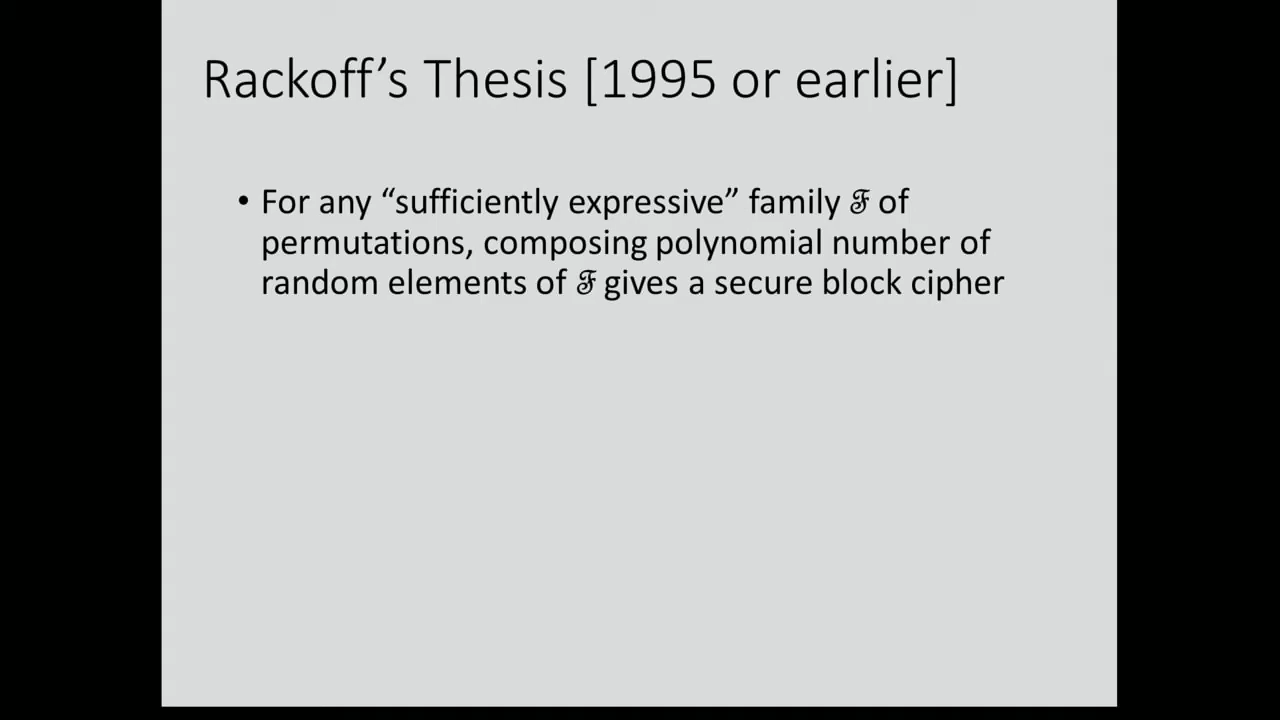 Rackoff’s Thesis [1995 or earlier]
• For any “sufficiently expressive” family ℱ of
permutations, composing polynomial number of
random elements of ℱ gives a secure block cipher